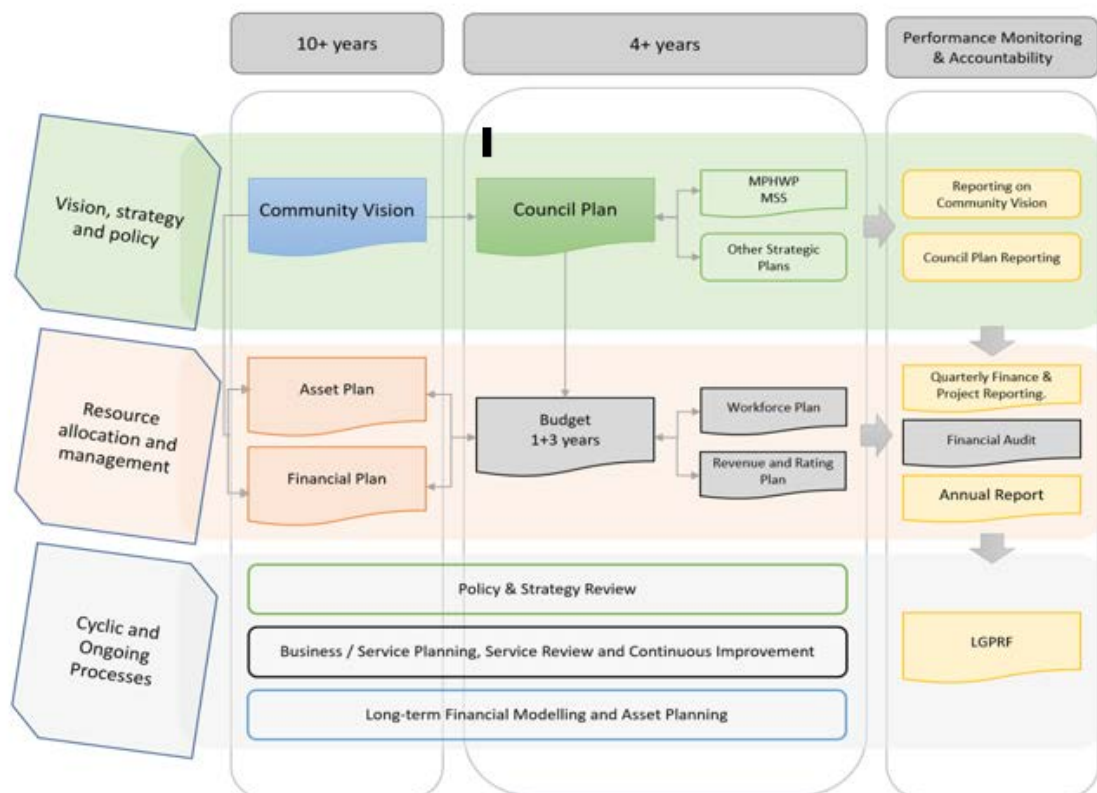 10+ years
4+ years
Performance Monitoring
& Accountability
Vision, strategy
and policy
Community Vision
Council Plan
MPHWP
MSS
Other Strategic
Plans
Reporting on
Community Vision
Council Plan Reporting
Resource
allocation and
management
Asset Plan
Financial Plan
Budget
1+3 years
Workforce Plan
Revenue and Rating
Plan
Quarterly Finance &
Project Reporting.
Financial Audit
Annual Report
Cyclic and
Ongoing
Processes
Policy & Strategy Review
Business / Service Planning, Service Review and Continuous Improvement
Long-term Financial Modelling and Asset Planning
LGPRF